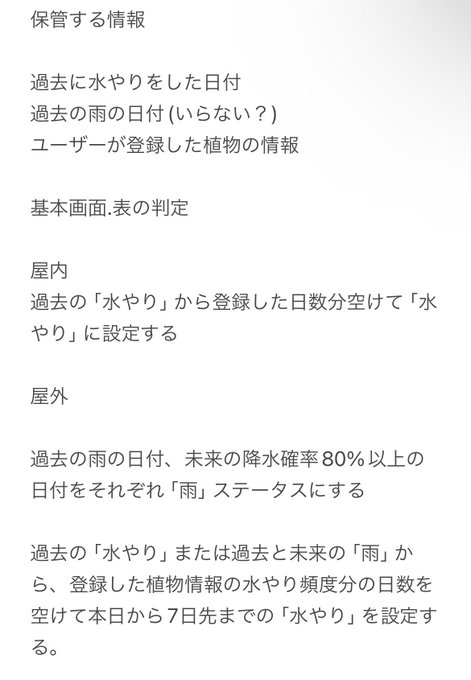 保管する情報
過去に水やりをした日付
過去の雨の日付(いらない？)
ユーザーが登録した植物の情報
基本画面.表の判定
屋内
過去の「水やり」から登録した日数分空けて「水
やり」に設定する
屋外
過去の雨の日付、未来の降水確率80%以上の
日付をそれぞれ「雨」ステータスにする
過去の「水やり」または過去と未来の「雨」か
ら、登録した植物情報の水やり頻度分の日数を
空けて本日から7日先までの「水やり」を設定す
る。